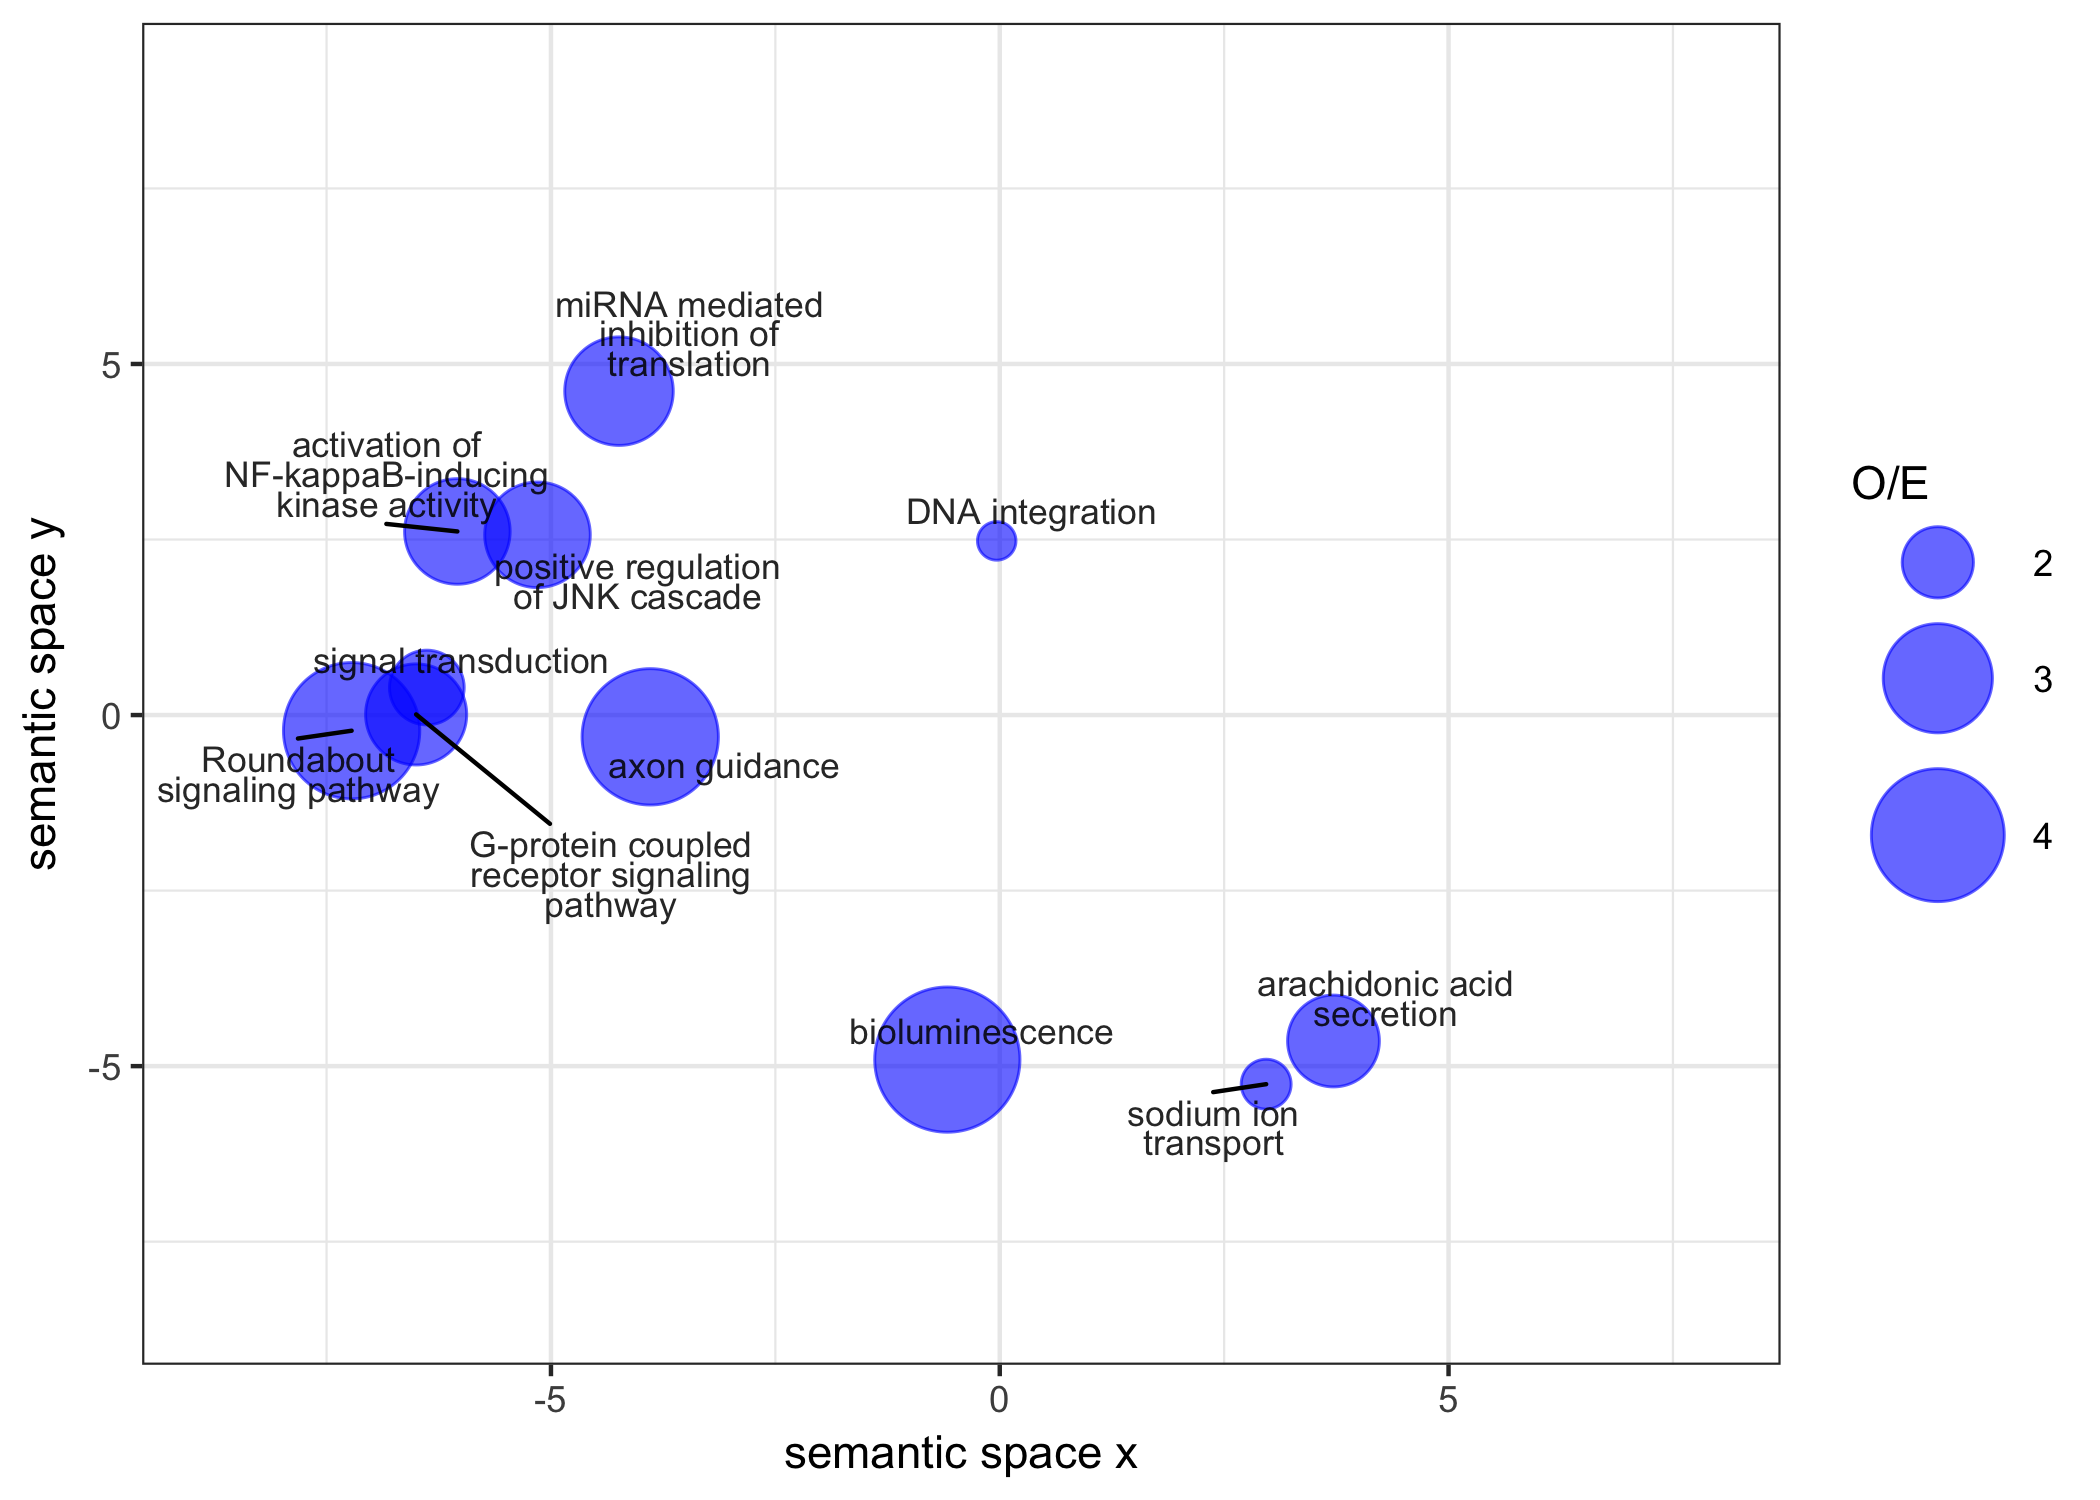 miRNA mediated
inhibition of
translation
activation of
NF-kappaB-inducing
kinase activity
DNA integration
positive regulation
of JNK cascade
signal transduction
Roundabout
signaling pathway
axon guidance
G-protein coupled
receptor signaling
pathway
bioluminescence
arachidonic acid
secretion
sodium ion
transport
5
0
-5
semantic space y
-5
0
5
semantic space x
O/E
2
3
4